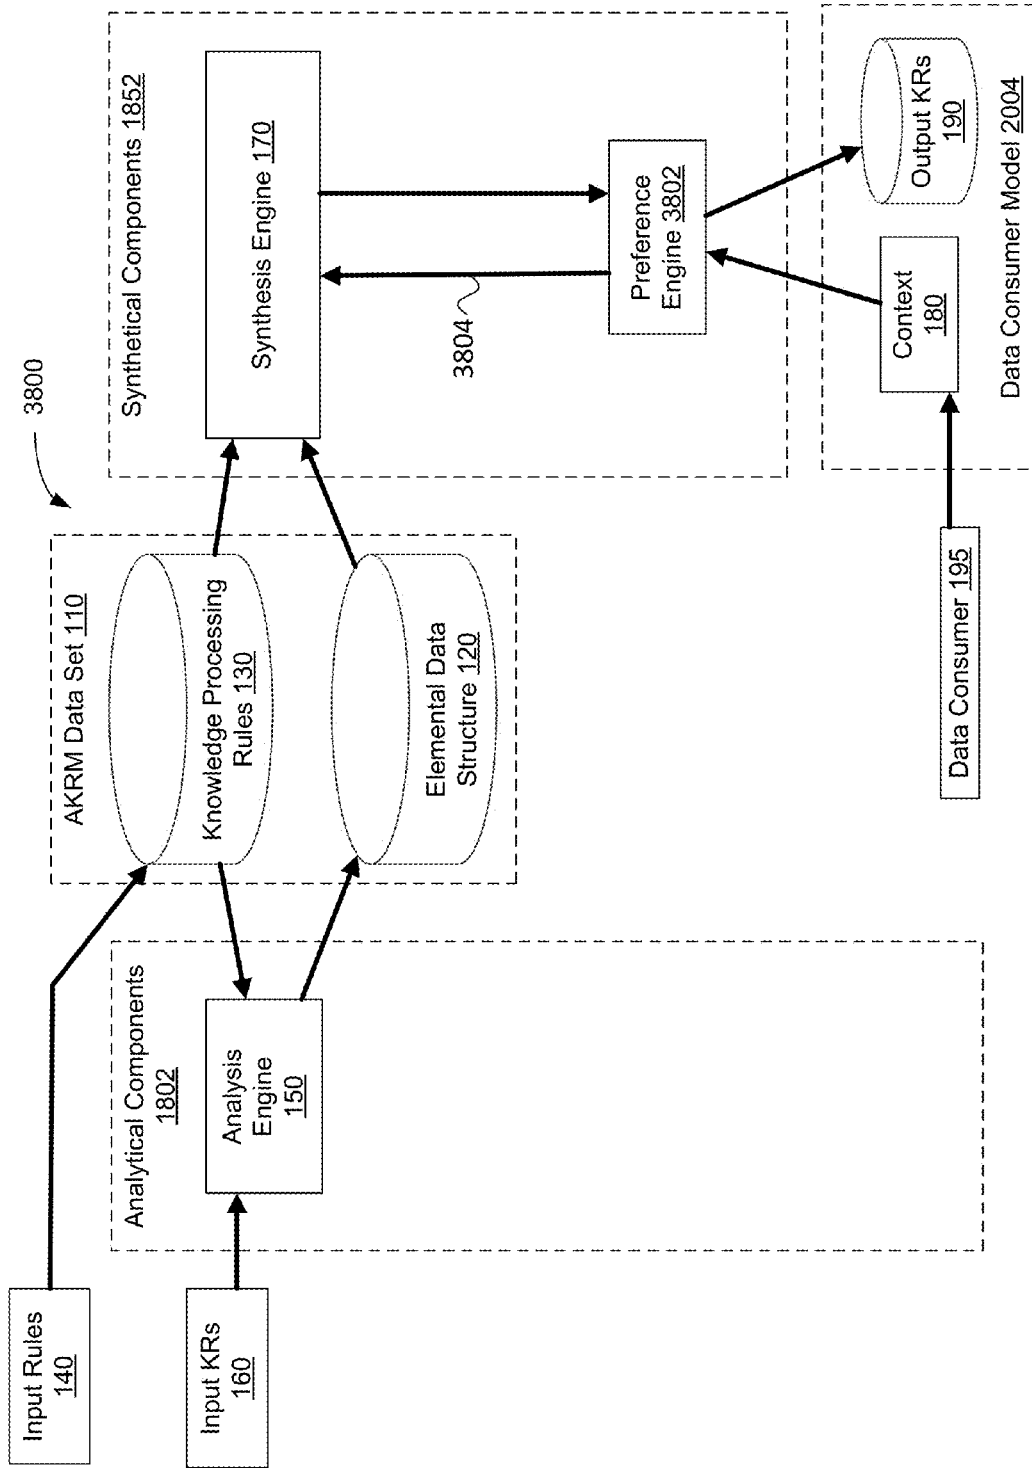 3800
Input Rules
140
Input KRs
160
Analytical Components
1802
Analysis
Engine
150
AKRM Data Set 110
Knowledge Processing
Rules 130
Elemental Data
Structure 120
Synthetical Components 1852
Synthesis Engine 170
3804
Preference
Engine 3802
Data Consumer 195
Context
180
Output KRs
190
Data Consumer Model 2004